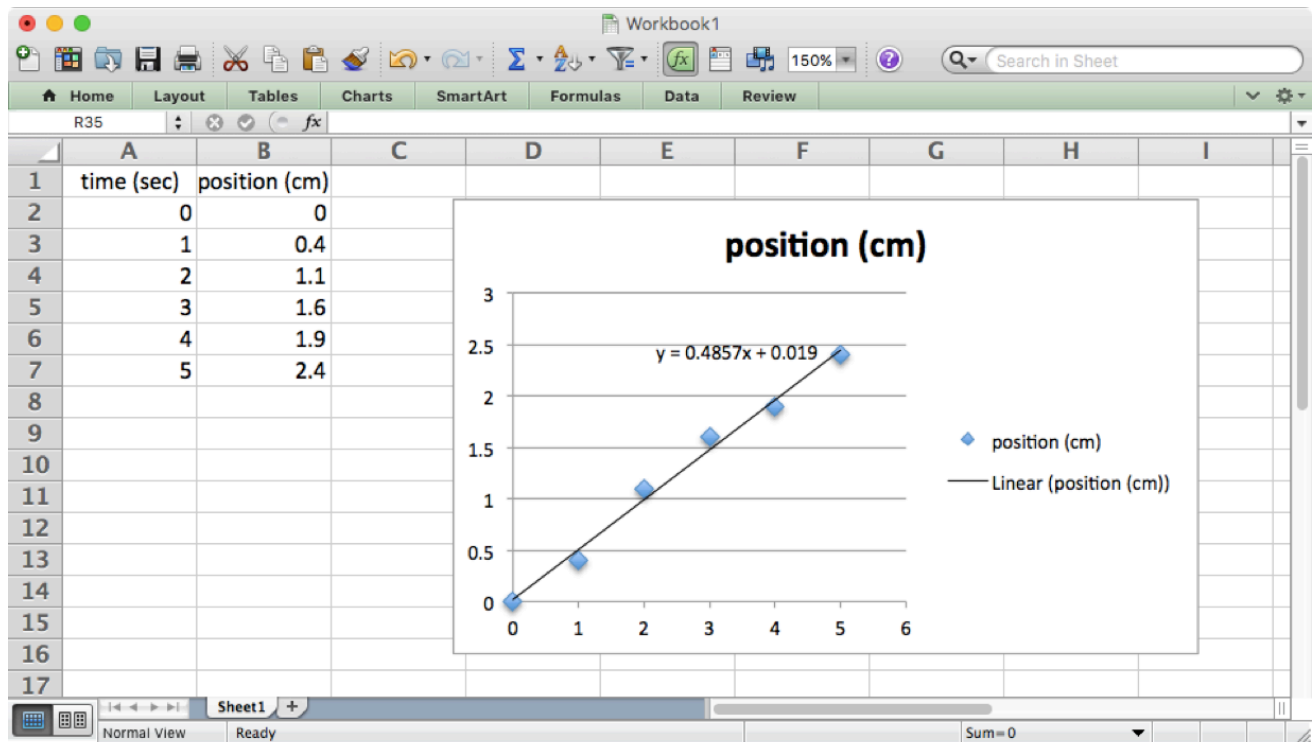 Workbook1
150%
Search in Sheet
Home Layout Tables Charts SmartArt Formulas Data Review
R35 fx
A B C D E F G H I
1 time (sec) position (cm)
2 0 0
3 1 0.4
4 2 1.1
5 3 1.6
6 4 1.9
7 5 2.4
8
9
10
11
12
13
14
15
16
17
position (cm)
3
2.5
2
1.5
1
0.5
0
y = 0.4857x + 0.019
0 1 2 3 4 5 6
position (cm)
Linear (position (cm))
Sheet1 +
Normal View Ready Sum=0